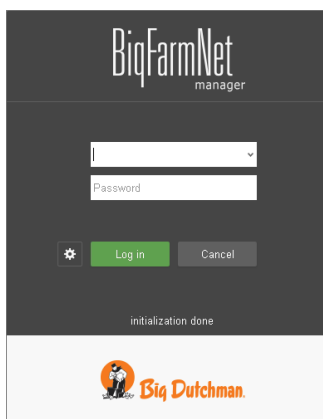 BigFarmNet
manager
Password
Log in
Cancel
initialization done
Big Dutchman.